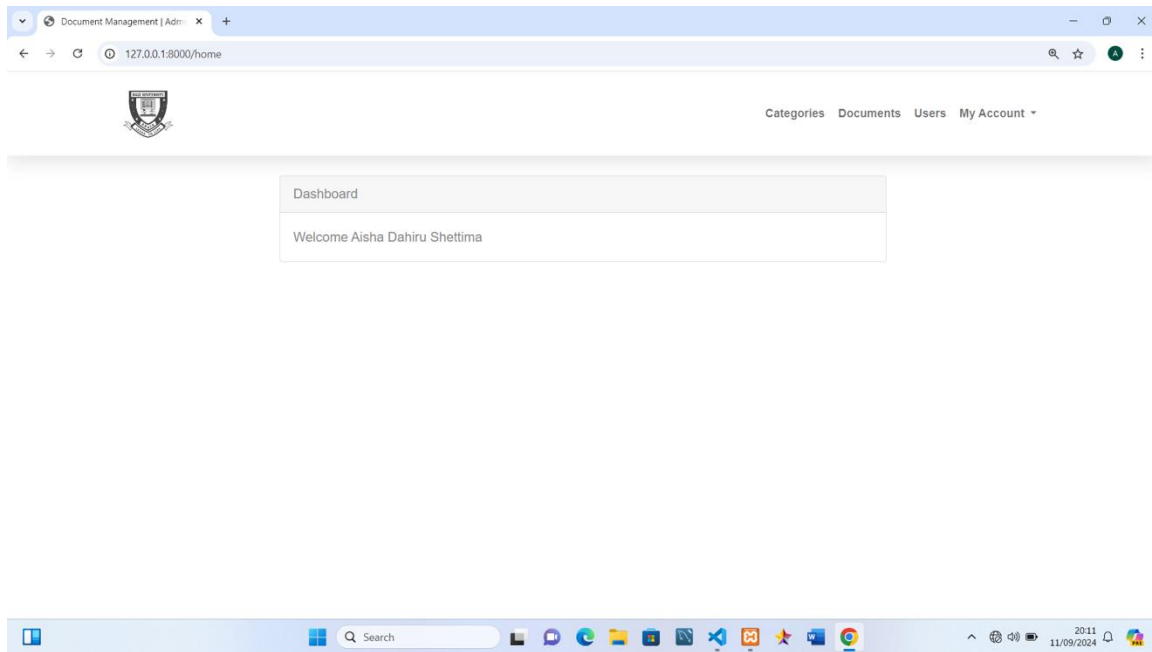 Document Management | Adm
127.0.0.1:8000/home
A
Categories Documents Users My Account
Dashboard
Welcome Aisha Dahiru Shettima
Search
20:11
11/09/2024